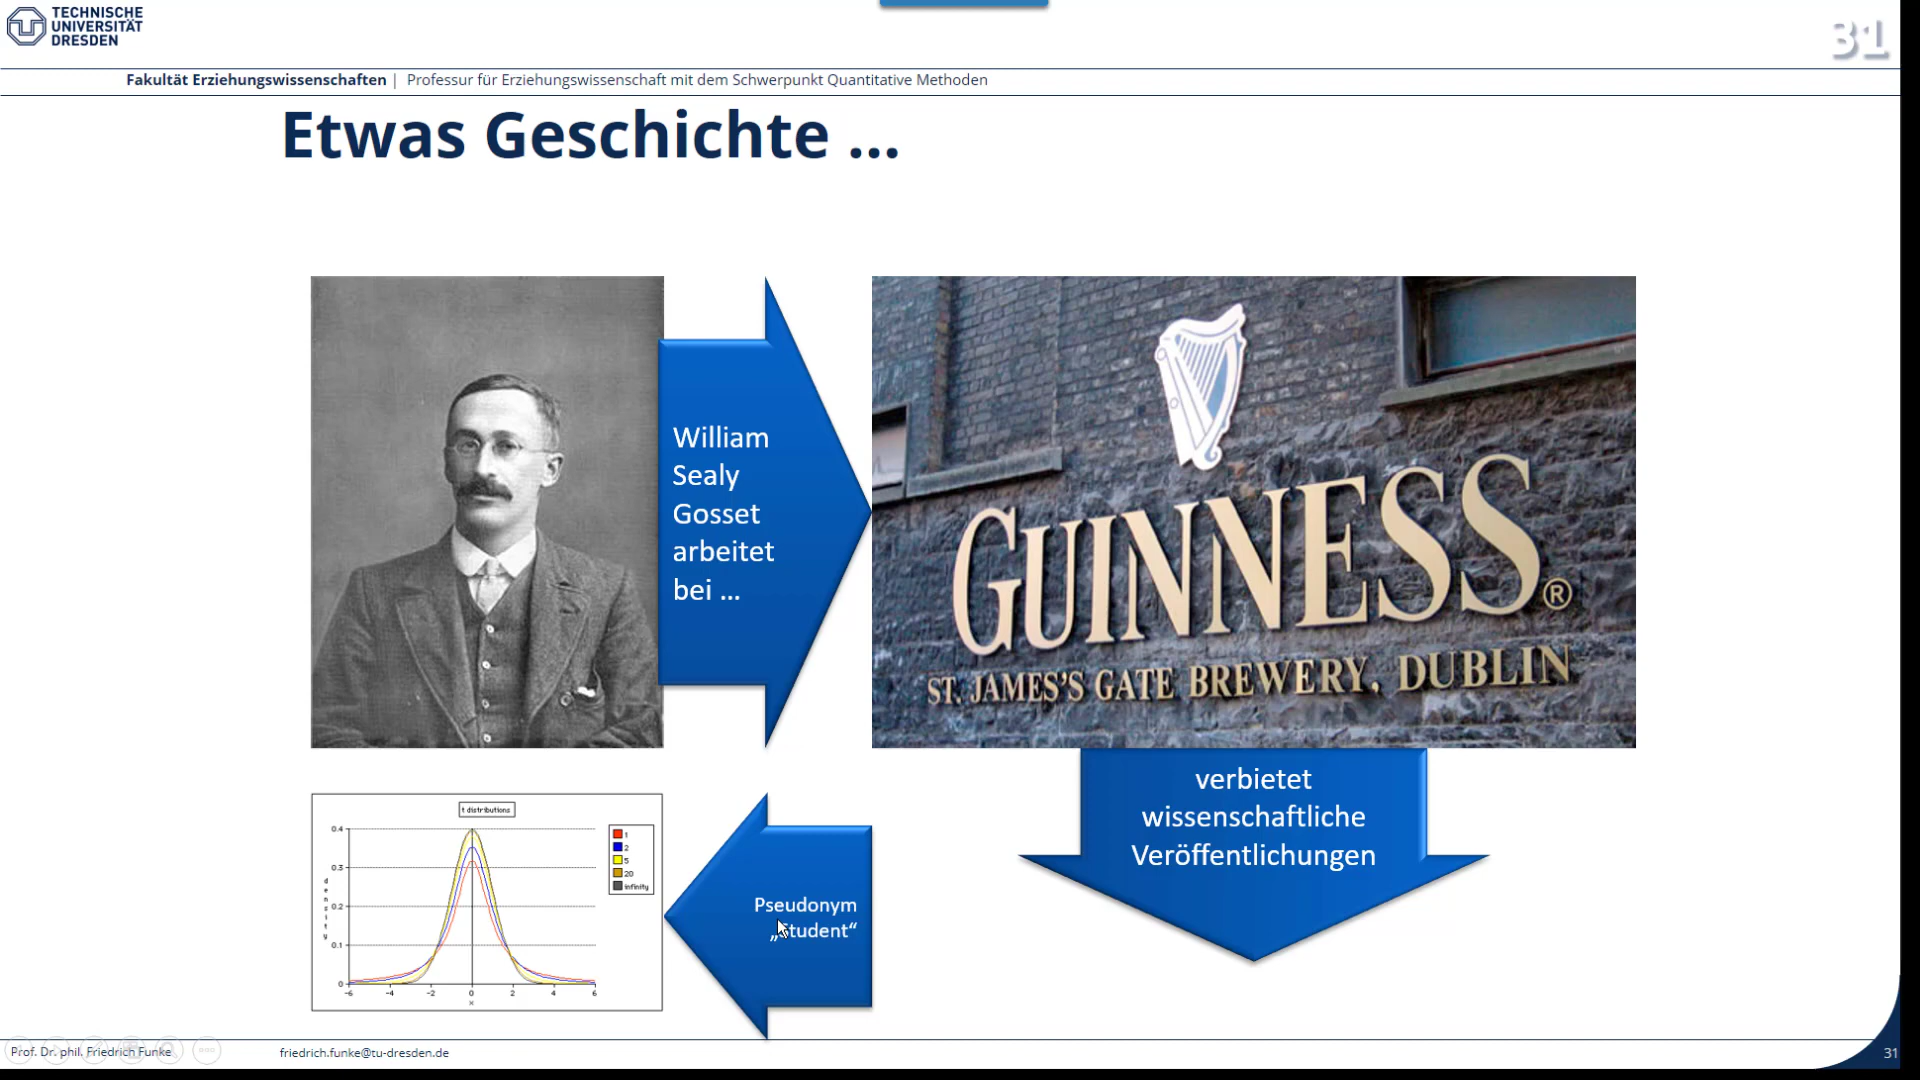 TECHNISCHE
UNIVERSITÄT
DRESDEN
31
Fakultät Erziehungswissenschaften | Professur für Erziehungswissenschaft mit dem Schwerpunkt Quantitative Methoden
Etwas Geschichte ...
William
Sealy
Gosset
arbeitet
bei ...
GUINNESS®
ST. JAMES'S GATE BREWERY, DUBLIN
verbietet
wissenschaftliche
Veröffentlichungen
Pseudonym
„Student“
t distributions
0.4
0.3
0.2
0.1
0
density
-6 -4 -2 0 2 4 6
x
1
2
5
20
infinity
Prof. Dr. phil. Friedrich Funke
friedrich.funke@tu-dresden.de
31